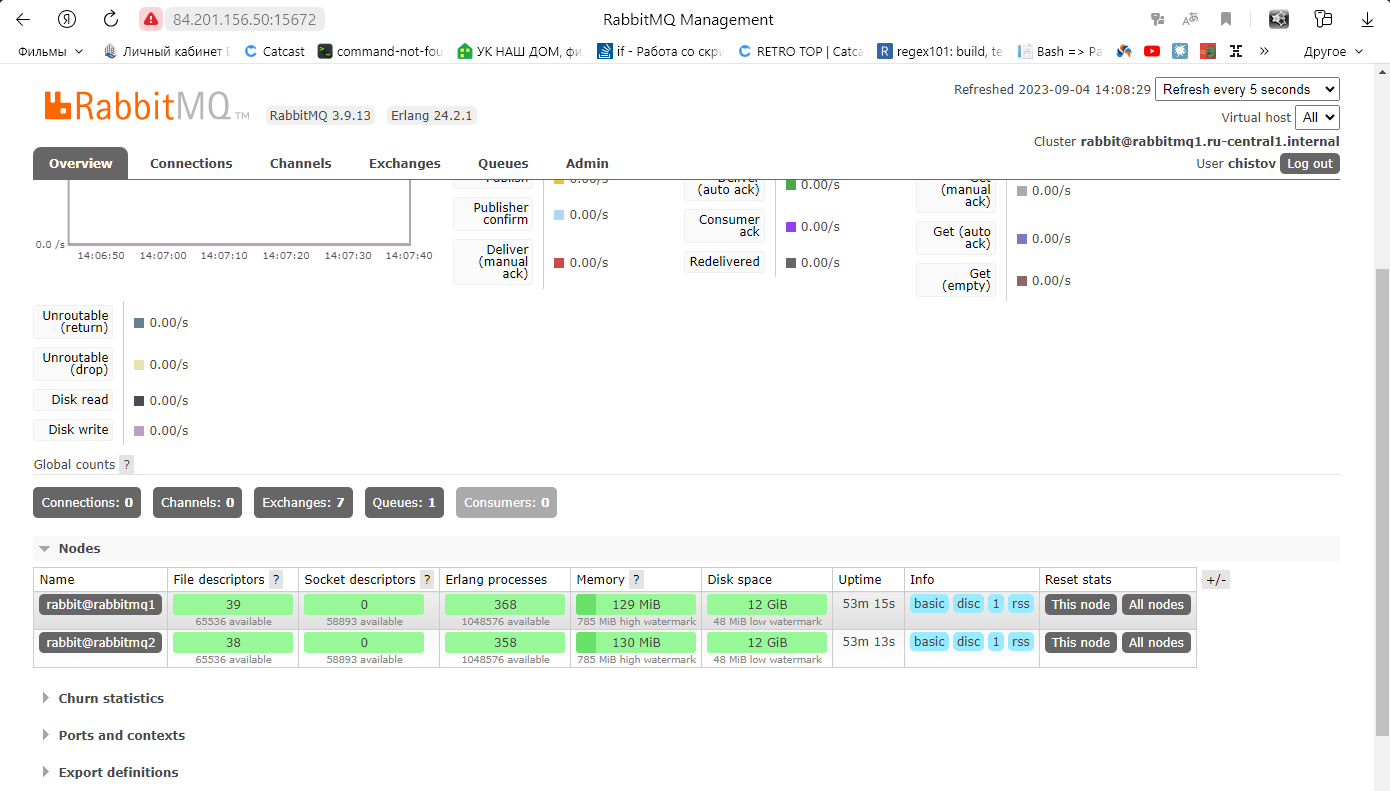 84.201.156.50:15672
RabbitMQ Management
Фильмы
Личный кабинет
Catcast
command-not-fou
УК НАШ ДОМ, физ
if - Работа со скри
RETRO TOP | Catca
regex101: build, te
Bash => Ра
»
Другое
RabbitMQ TM
RabbitMQ 3.9.13
Erlang 24.2.1
Refreshed 2023-09-04 14:08:29
Refresh every 5 seconds
Virtual host
All
Cluster rabbit@rabbitmq1.ru-central1.internal
User chistov
Log out
Overview
Connections
Channels
Exchanges
Queues
Admin
0.0 /s
14:06:50 14:07:00 14:07:10 14:07:20 14:07:30 14:07:40
Publish
0.00/s
Publisher
confirm
0.00/s
Deliver
(manual
ack)
0.00/s
Deliver
(auto ack)
0.00/s
Consumer
ack
0.00/s
Redelivered
0.00/s
Get
(manual
ack)
0.00/s
Get (auto
ack)
0.00/s
Get
(empty)
0.00/s
Unroutable
(return)
0.00/s
Unroutable
(drop)
0.00/s
Disk read
0.00/s
Disk write
0.00/s
Global counts ?
Connections: 0
Channels: 0
Exchanges: 7
Queues: 1
Consumers: 0
Nodes
Name File descriptors ? Socket descriptors ? Erlang processes Memory ? Disk space Uptime Info Reset stats +/-
rabbit@rabbitmq1 39 0 368 129 MiB 12 GiB 53m 15s basic disc 1 rss This node All nodes
65536 available 58893 available 1048576 available 785 MiB high watermark 48 MiB low watermark
rabbit@rabbitmq2 38 0 358 130 MiB 12 GiB 53m 13s basic disc 1 rss This node All nodes
65536 available 58893 available 1048576 available 785 MiB high watermark 48 MiB low watermark
Churn statistics
Ports and contexts
Export definitions